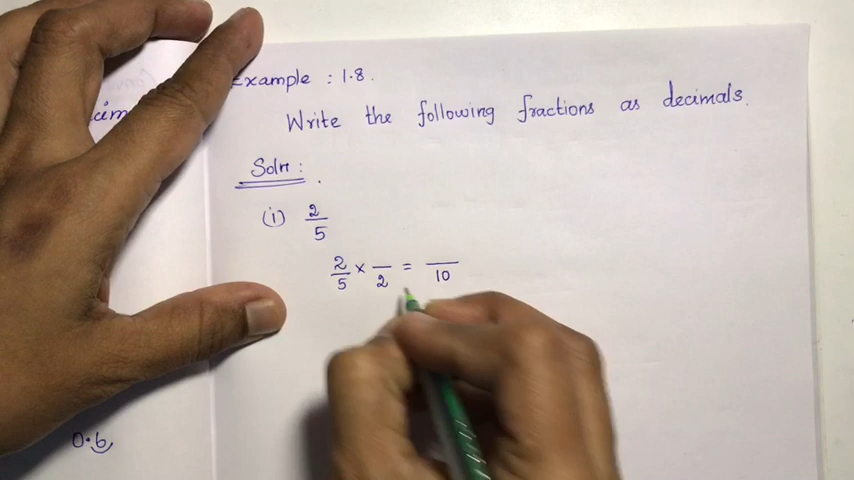 Example : 1.8.
Write the following fractions as decimals.
Soln :
(i) 2/5
2/5 × /2 = /10
0.6